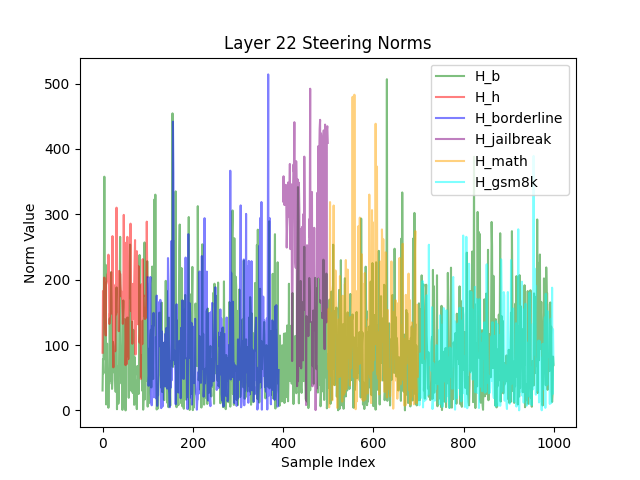 Layer 22 Steering Norms
H_b
H_h
H_borderline
H_jailbreak
H_math
H_gsm8k
Norm Value
500
400
300
200
100
0
0
200
400
600
800
1000
Sample Index